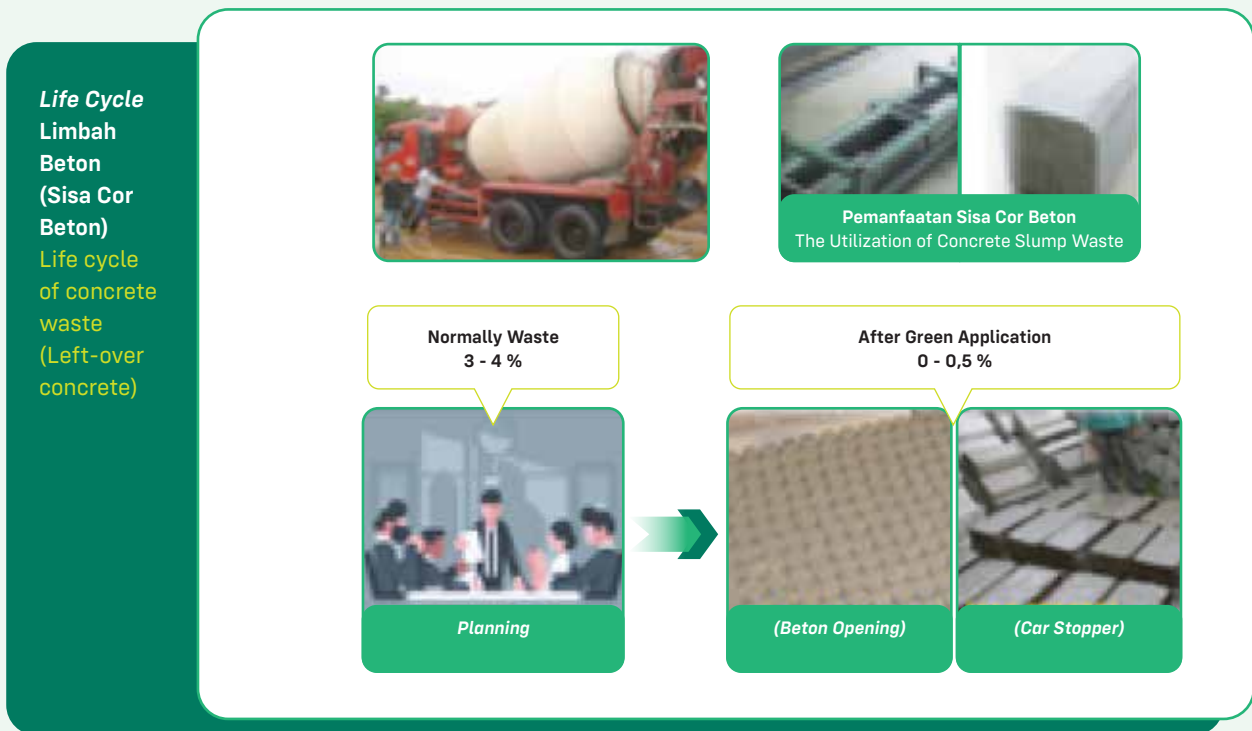 Life Cycle
Limbah
Beton
(Sisa Cor
Beton)
Life cycle
of concrete
waste
(Left-over
concrete)
Pemanfaatan Sisa Cor Beton
The Utilization of Concrete Slump Waste
Normally Waste
3 - 4 %
After Green Application
0 - 0,5 %
Planning
(Beton Opening)
(Car Stopper)